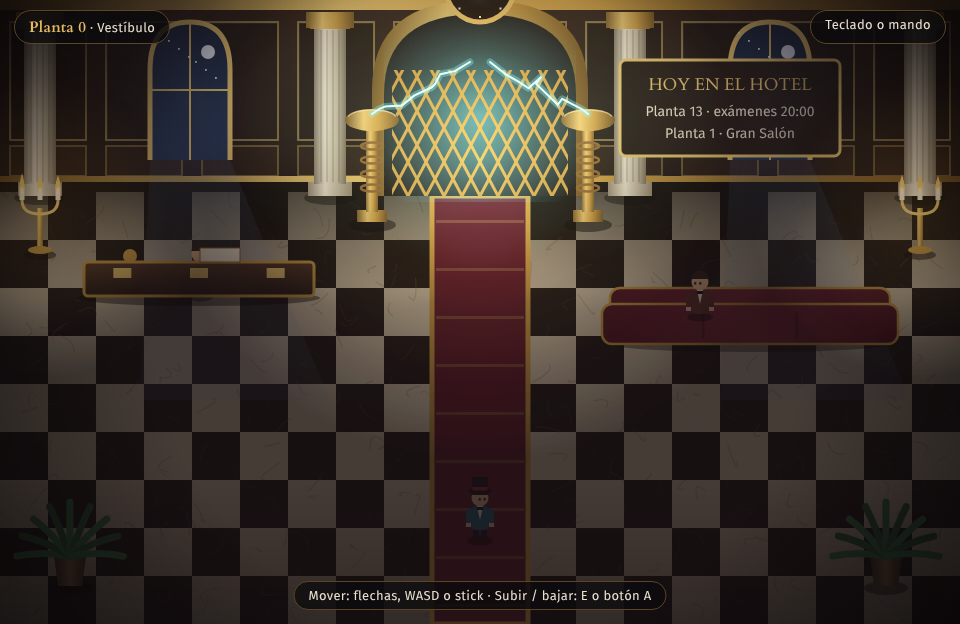 Planta 0 · Vestíbulo
Teclado o mando
HOY EN EL HOTEL
Planta 13 · exámenes 20:00
Planta 1 · Gran Salón
Mover: flechas, WASD o stick · Subir / bajar: E o botón A